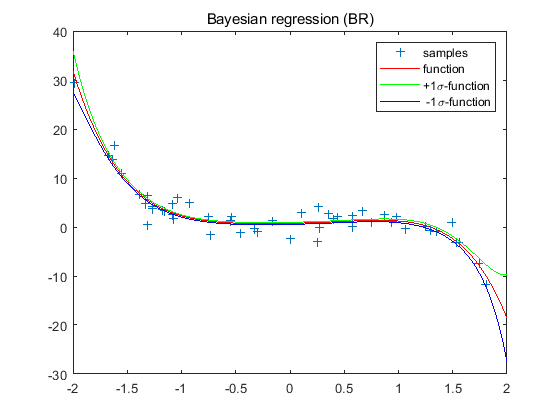 Bayesian regression (BR)
samples
function
+1σ-function
-1σ-function
40
30
20
10
0
-10
-20
-30
-2 -1.5 -1 -0.5 0 0.5 1 1.5 2